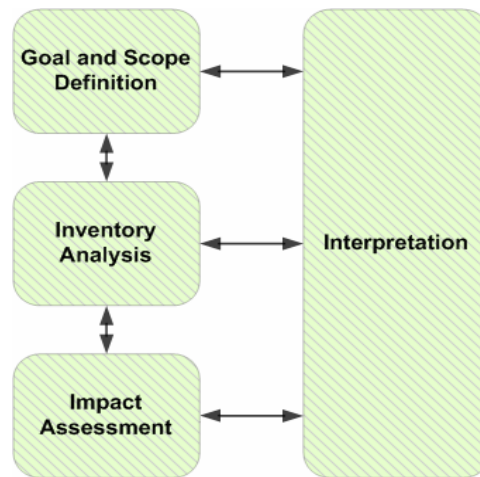 Goal and Scope
Definition
Inventory
Analysis
Interpretation
Impact
Assessment